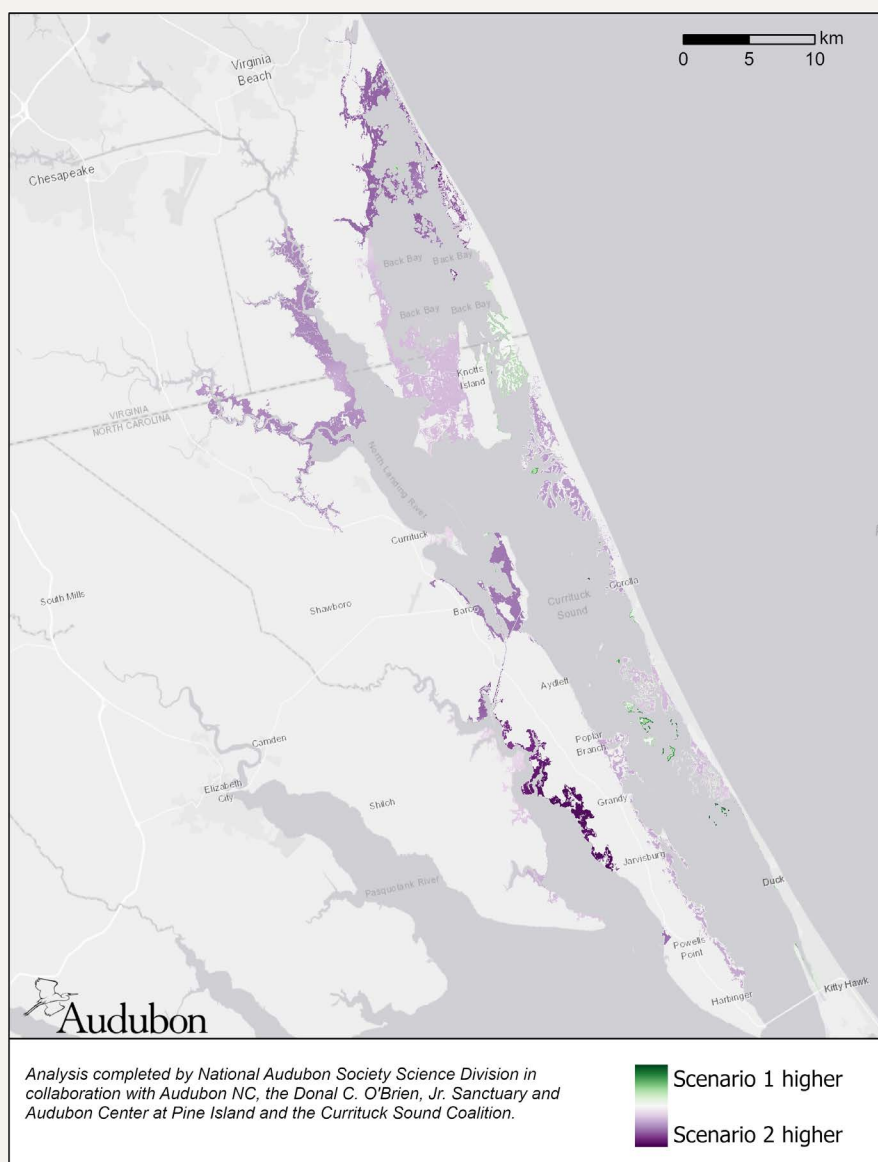 km
0 5 10
Virginia
Beach
Chesapeake
Back Bay
Back Bay
Back Bay
Back Bay
Knotts
Island
VIRGINIA
NORTH CAROLINA
North Landing River
Currituck
South Mills
Shawboro
Barco
Currituck
Sound
Corolla
Aydlett
Camden
Poplar
Branch
Elizabeth
City
Shiloh
Grandy
Jarvisburg
Pasquotank River
Duck
Powells
Point
Kitty Hawk
Harbinger
Audubon
Analysis completed by National Audubon Society Science Division in
collaboration with Audubon NC, the Donal C. O'Brien, Jr. Sanctuary and
Audubon Center at Pine Island and the Currituck Sound Coalition.
Scenario 1 higher
Scenario 2 higher